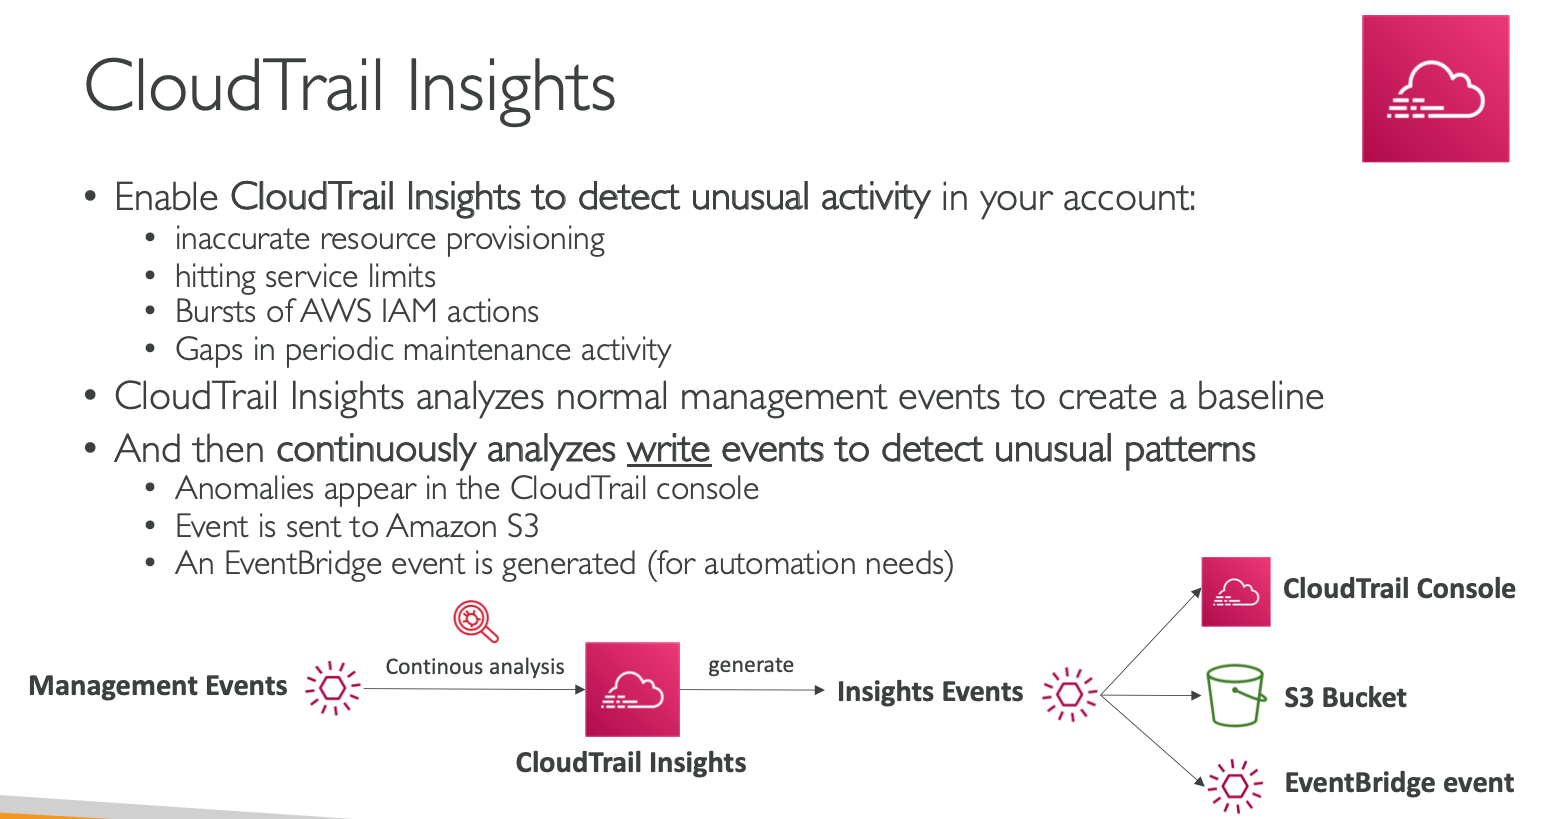 CloudTrail Insights
• Enable CloudTrail Insights to detect unusual activity in your account:
• inaccurate resource provisioning
• hitting service limits
• Bursts of AWS IAM actions
• Gaps in periodic maintenance activity
• CloudTrail Insights analyzes normal management events to create a baseline
• And then continuously analyzes write events to detect unusual patterns
• Anomalies appear in the CloudTrail console
• Event is sent to Amazon S3
• An EventBridge event is generated (for automation needs)
Management Events
Continous analysis
CloudTrail Insights
generate
Insights Events
CloudTrail Console
S3 Bucket
EventBridge event